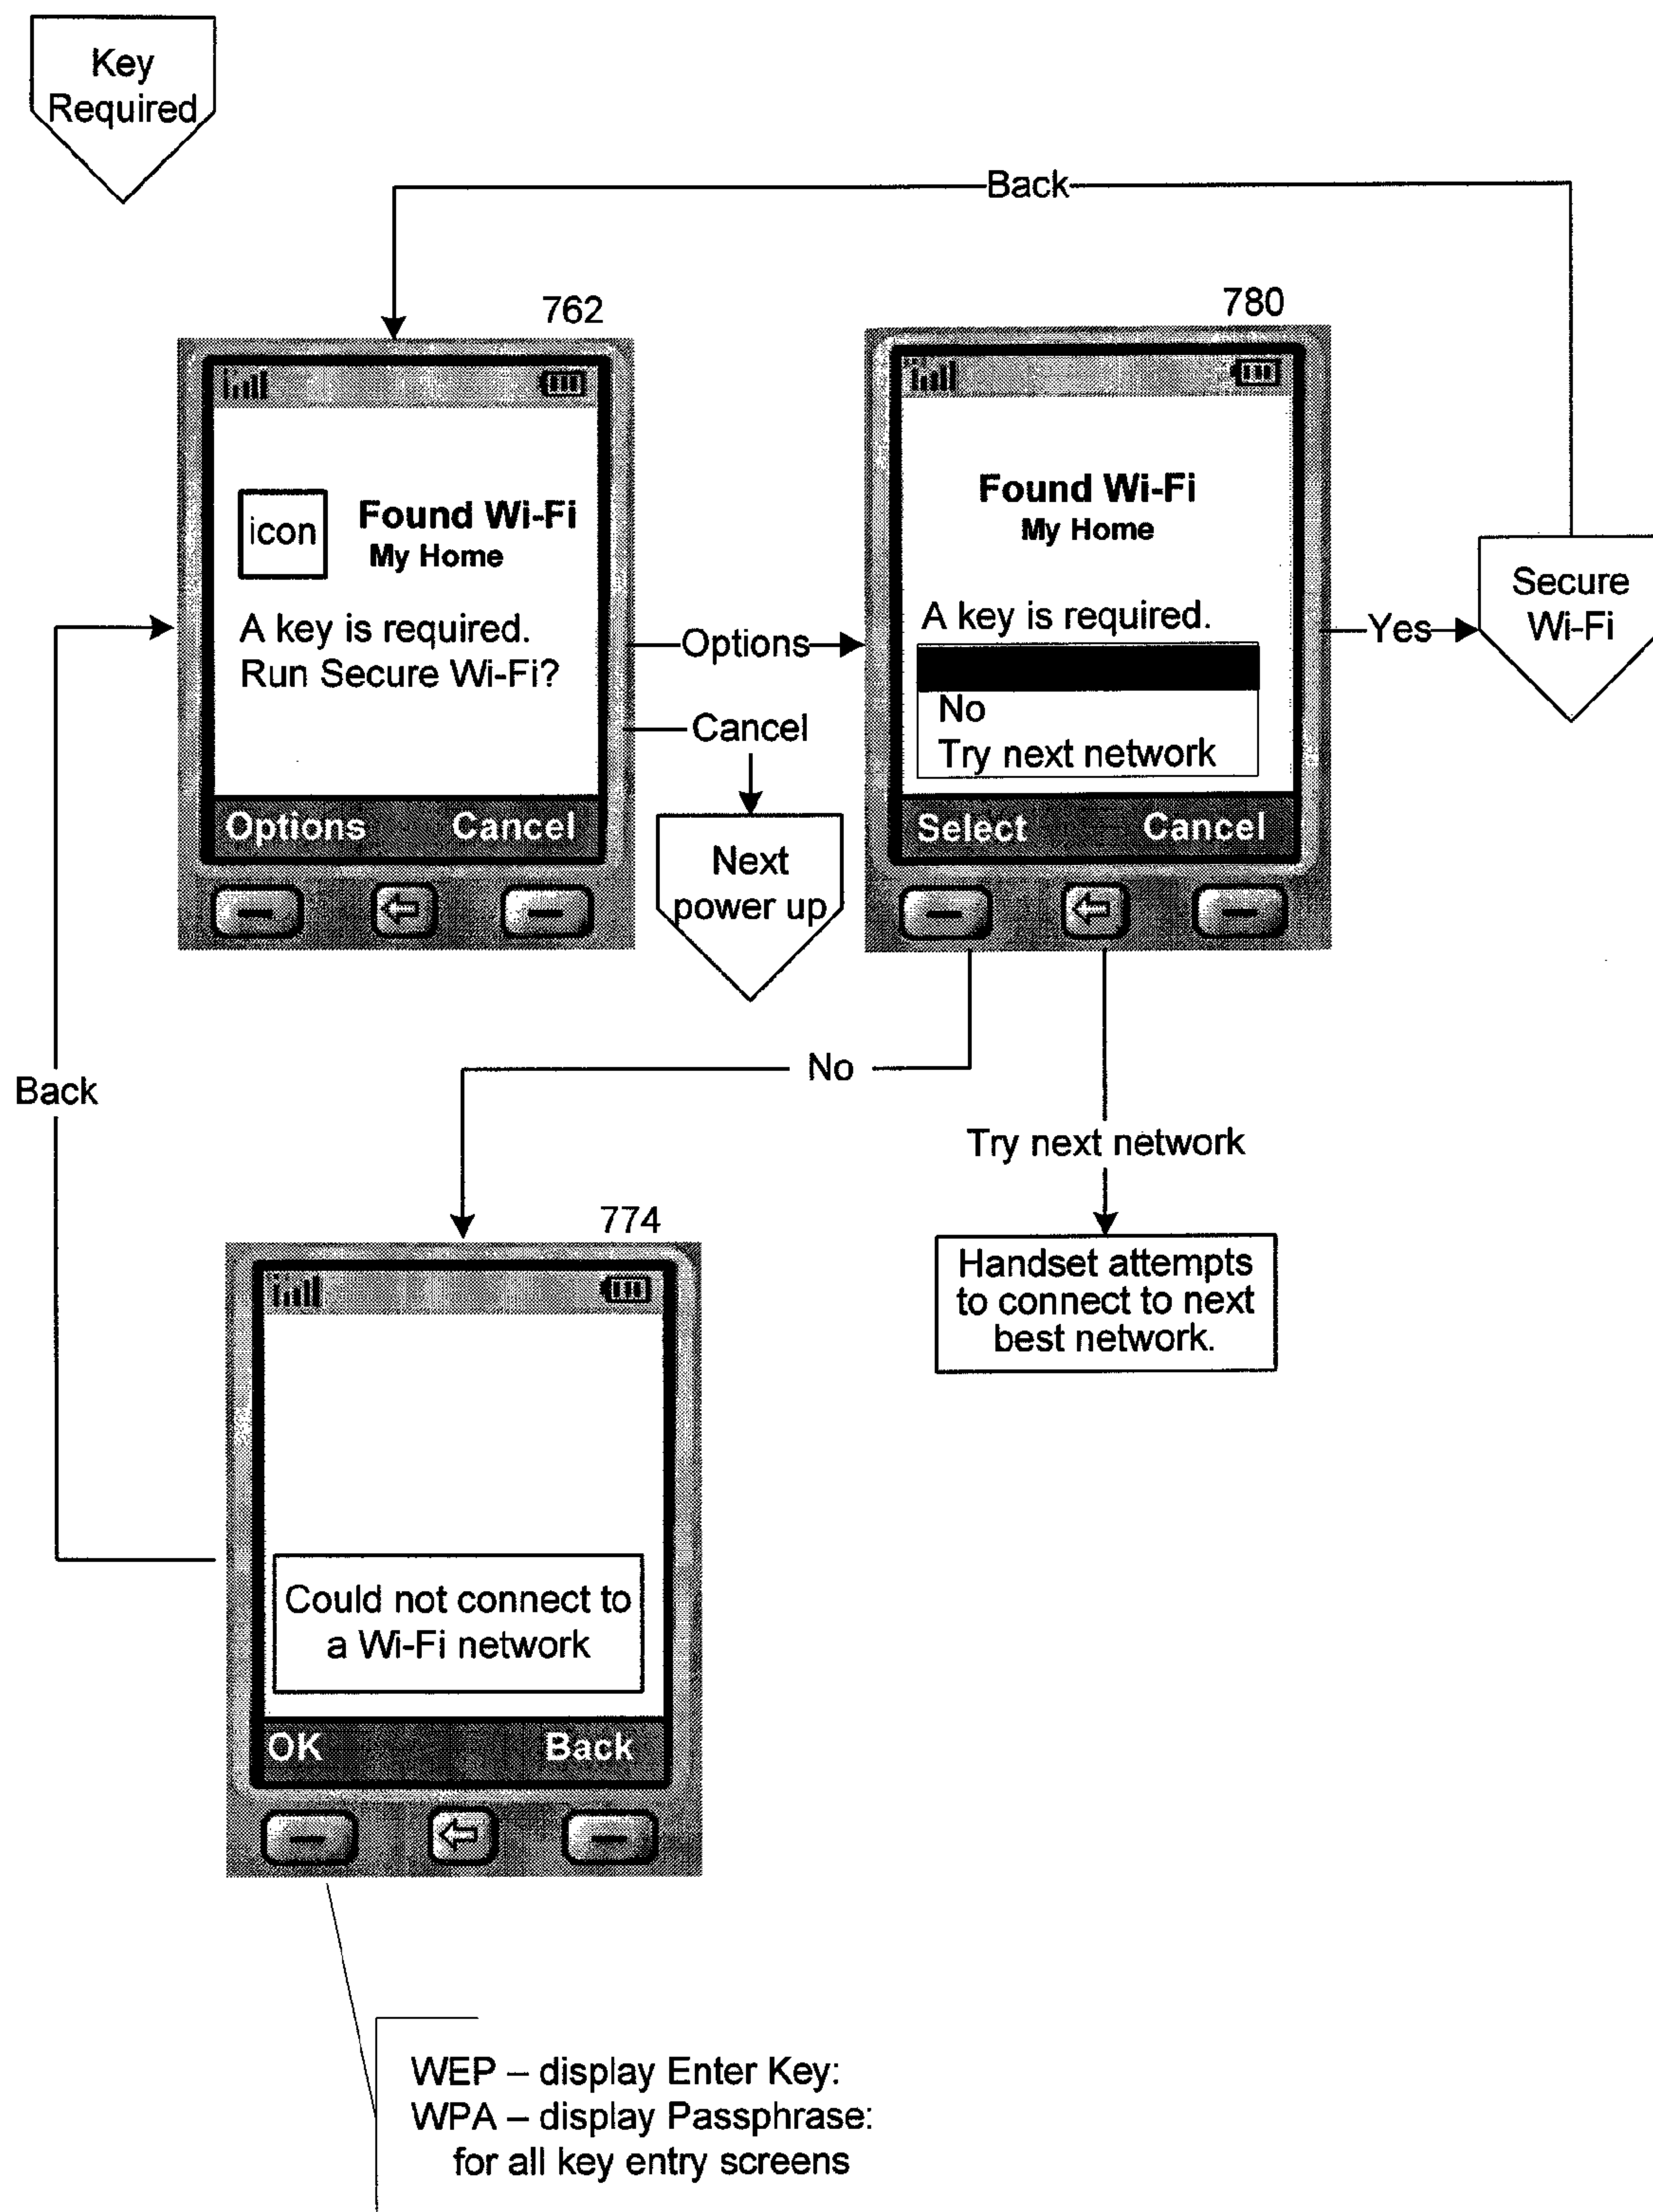 Key
Required
Back
762
780
Found Wi-Fi
icon
My Home
A key is required.
Run Secure Wi-Fi?
Options
Cancel
Options
Cancel
Next
power up
Found Wi-Fi
My Home
A key is required.
No
Try next network
Select
Cancel
Yes
Secure
Wi-Fi
No
Back
Try next network
Handset attempts
to connect to next
best network.
774
Could not connect to
a Wi-Fi network
OK
Back
WEP – display Enter Key:
WPA – display Passphrase:
for all key entry screens